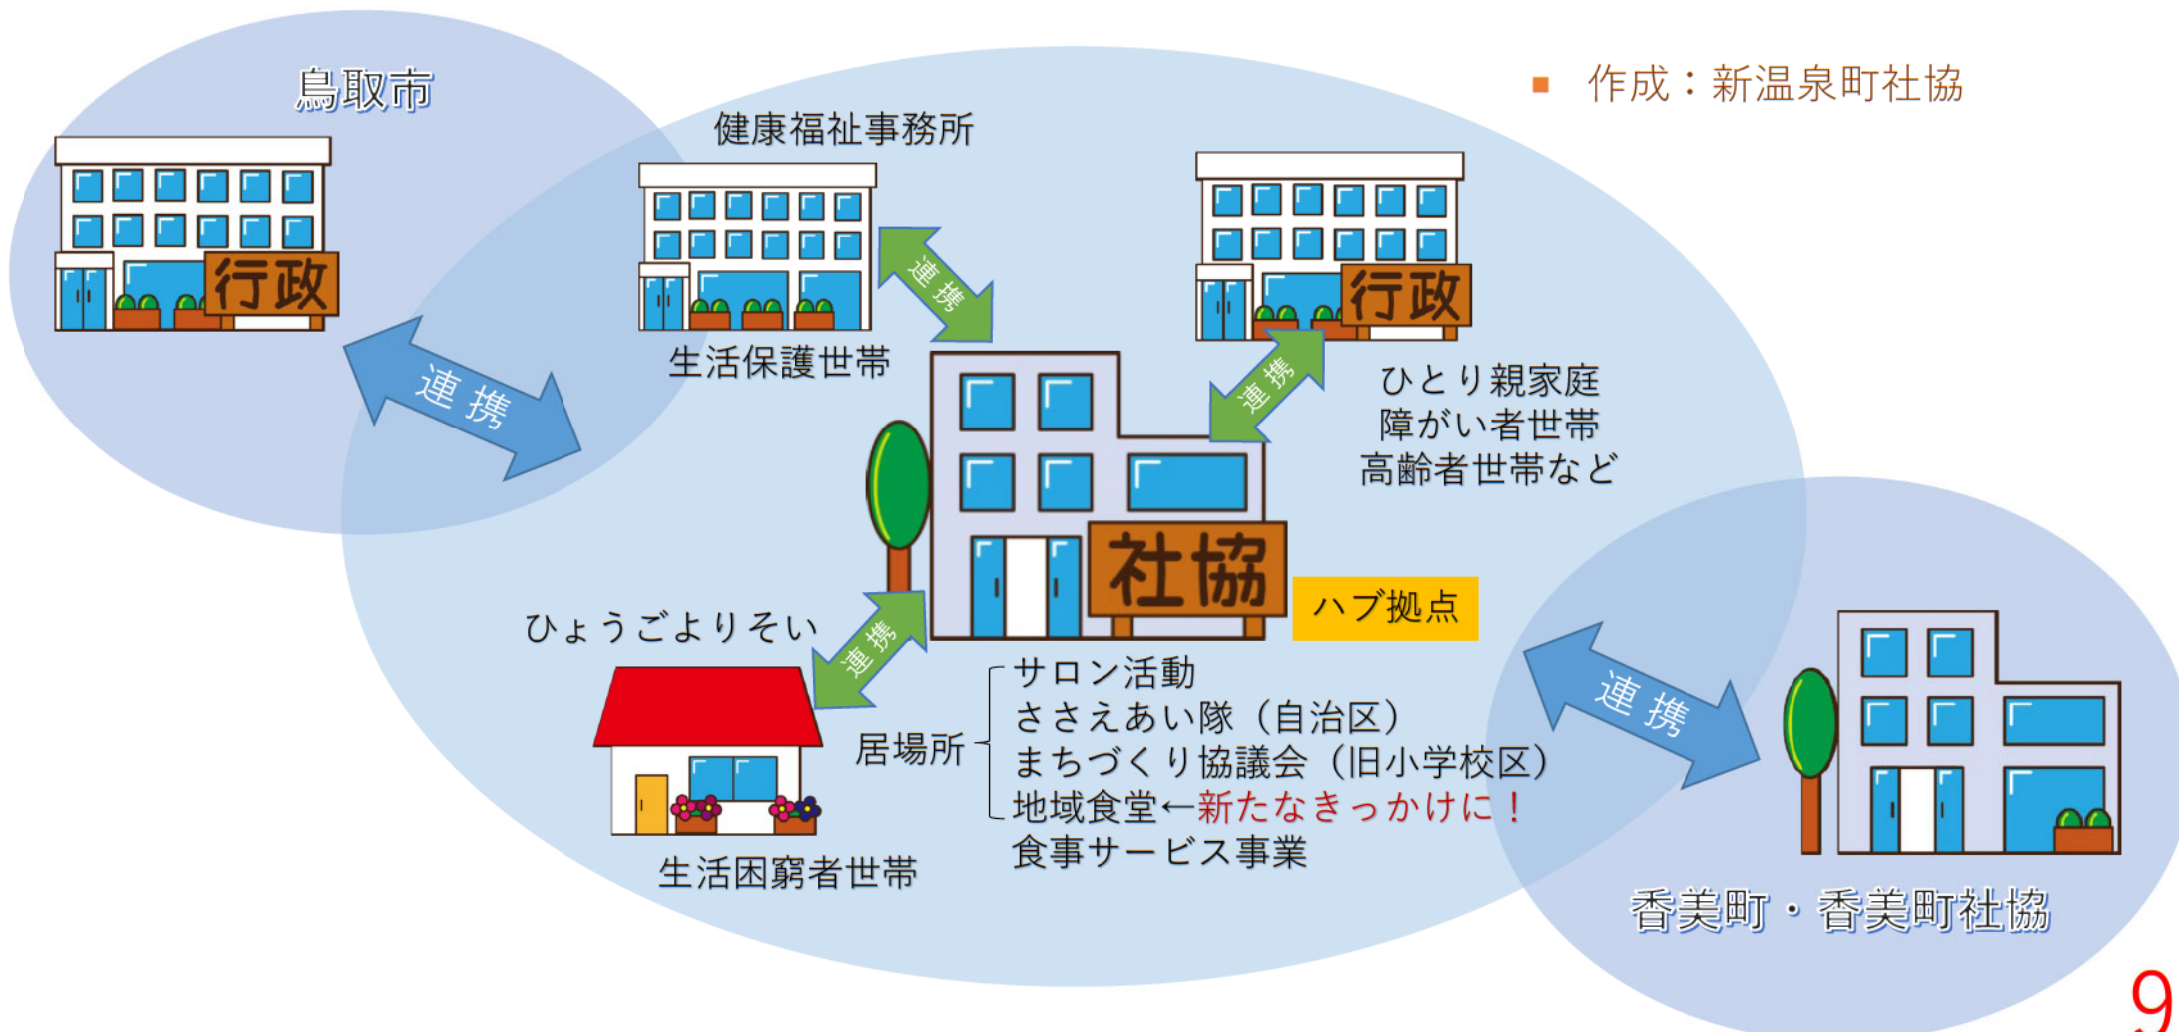 鳥取市
行政
連携
■ 作成：新温泉町社協
健康福祉事務所
生活保護世帯
連携
行政
連携
ひとり親家庭
障がい者世帯
高齢者世帯など
社協
ハブ拠点
ひょうごよりそい
連携
生活困窮者世帯
居場所
サロン活動
ささえあい隊（自治区）
まちづくり協議会（旧小学校区）
地域食堂←新たなきっかけに！
食事サービス事業
連携
香美町・香美町社協
9